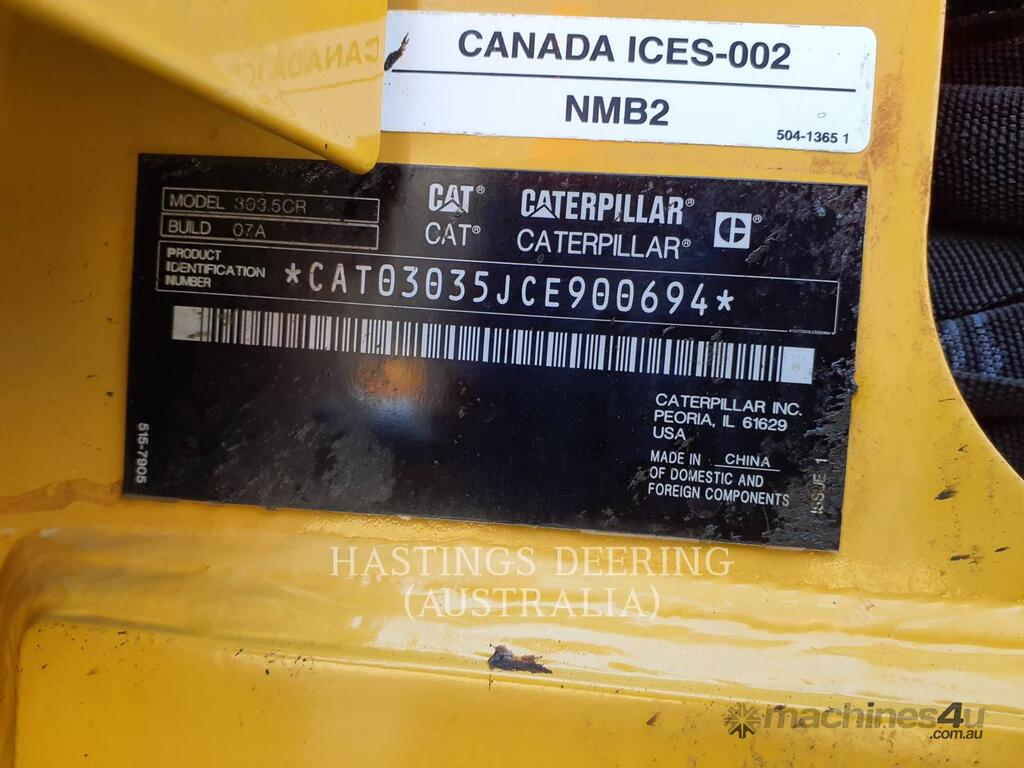 CANADA ICES-002
NMB2
504-1365 1
MODEL 303.5CR
BUILD 07A
CAT® CATERPILLAR®
CAT® CATERPILLAR®
PRODUCT
IDENTIFICATION
NUMBER
*CAT03035JCE900694*
CATERPILLAR INC.
PEORIA, IL 61629
USA
MADE IN CHINA
OF DOMESTIC AND
FOREIGN COMPONENTS
515-7905
ISSUE 1
HASTINGS DEERING
(AUSTRALIA)
machines4u
.com.au